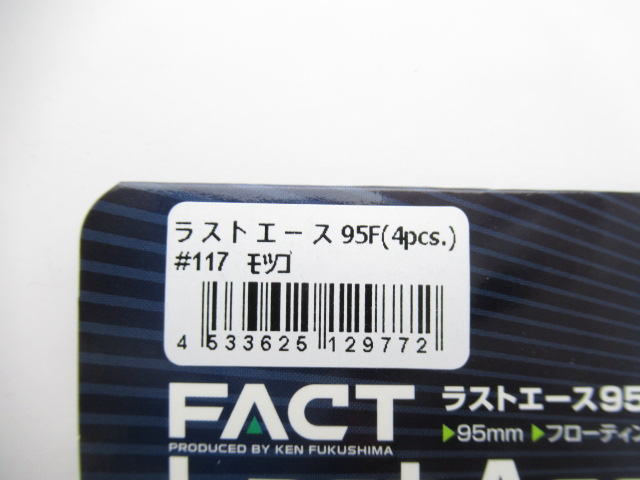 ラストエース 95F(4pcs.)
#117 モツゴ
4 533625 129772
FACT
PRODUCED BY KEN FUKUSHIMA
ラストエース95
▶95mm ▶フローティン